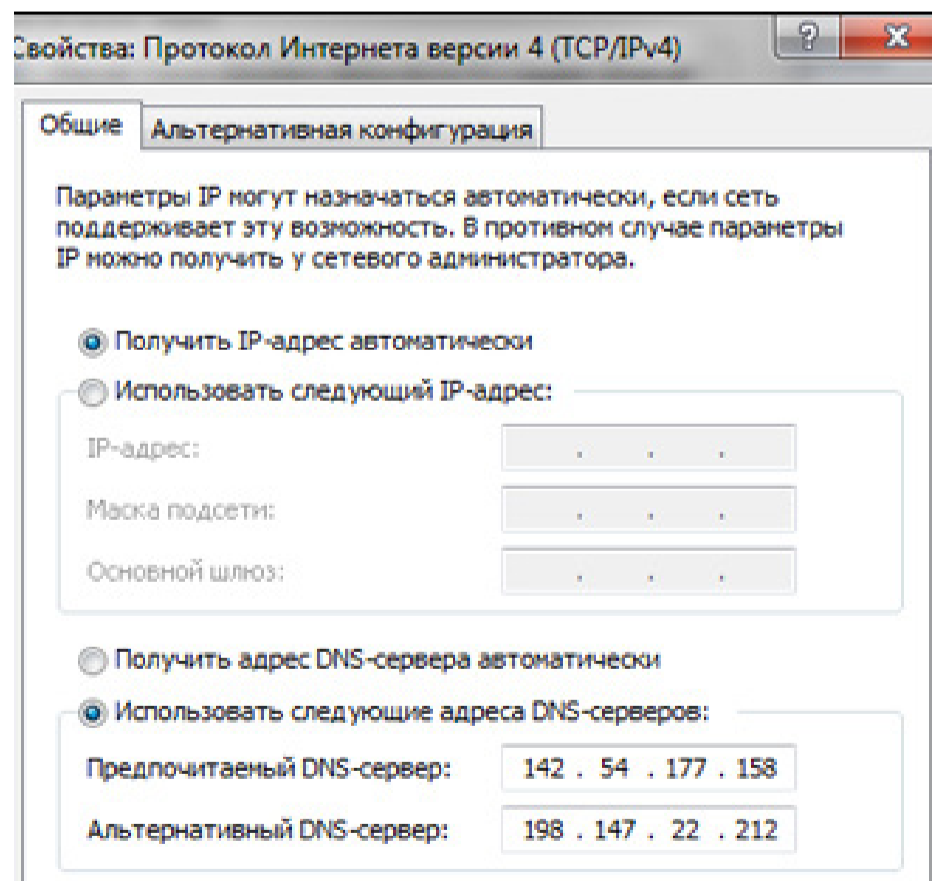 Свойства: Протокол Интернета версии 4 (TCP/IPv4)
?
Общие
Альтернативная конфигурация
Параметры IP могут назначаться автоматически, если сеть
поддерживает эту возможность. В противном случае параметры
IP можно получить у сетевого администратора.
Получить IP-адрес автоматически
Использовать следующий IP-адрес:
IP-адрес: . . .
Маска подсети: . . .
Основной шлюз: . . .
Получить адрес DNS-сервера автоматически
Использовать следующие адреса DNS-серверов:
Предпочитаемый DNS-сервер: 142 . 54 . 177 . 158
Альтернативный DNS-сервер: 198 . 147 . 22 . 212